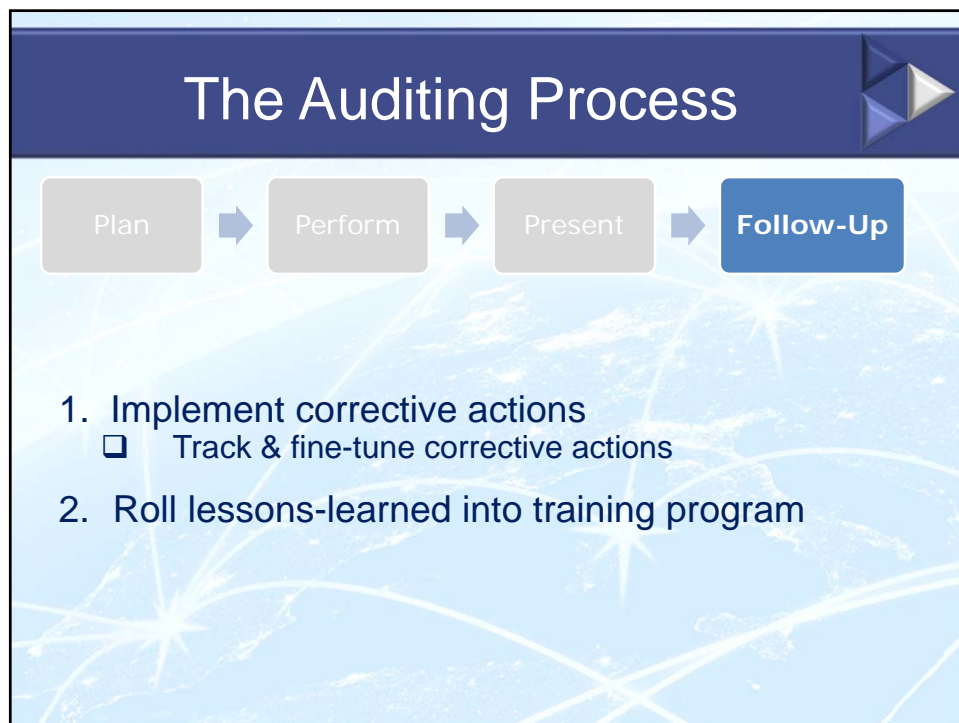 The Auditing Process
Plan Perform Present Follow-Up
1. Implement corrective actions
❑ Track & fine-tune corrective actions
2. Roll lessons-learned into training program